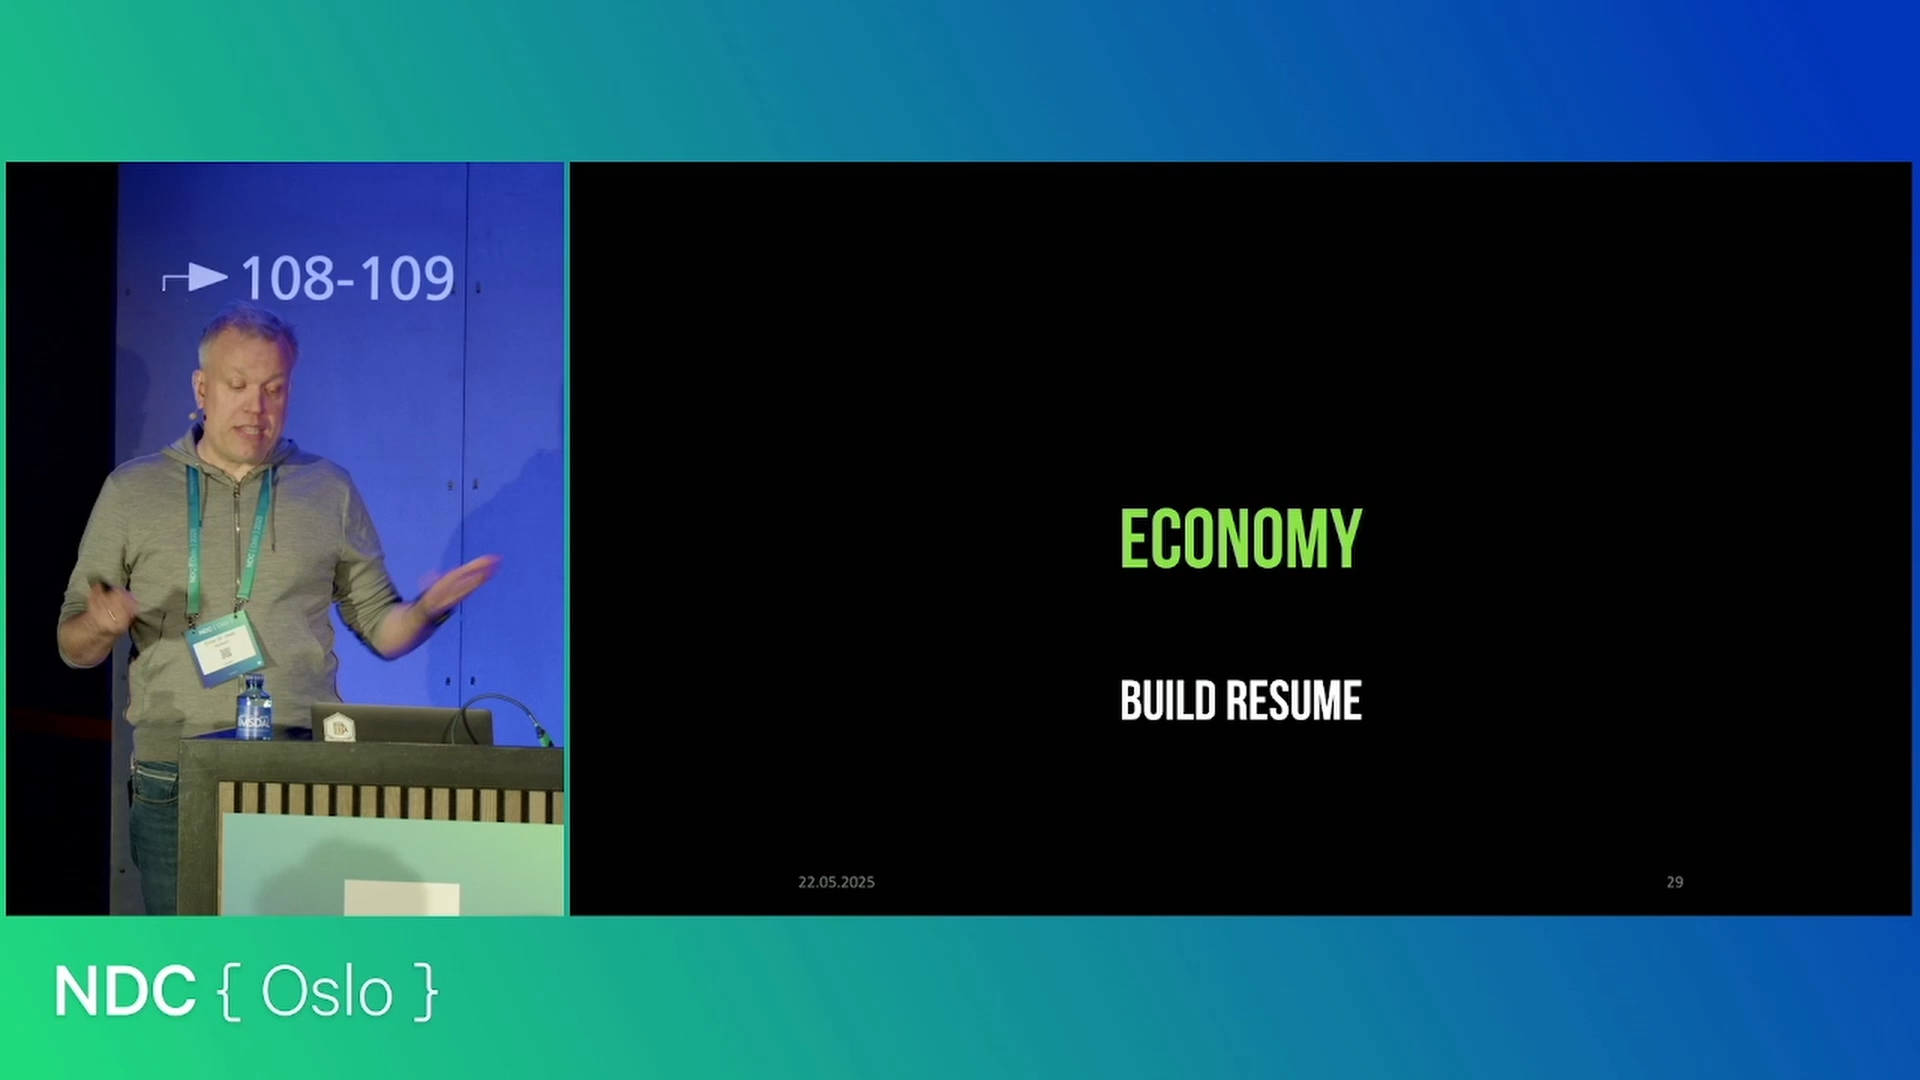 108-109
ECONOMY
BUILD RESUME
22.05.2025
29
NDC { Oslo }